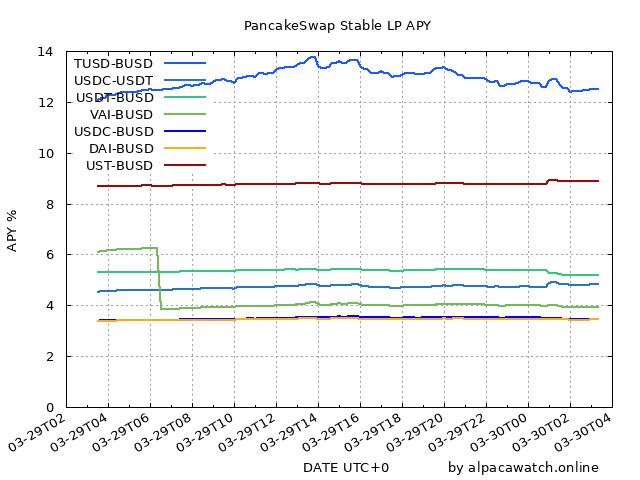 PancakeSwap Stable LP APY
14
12
10
8
6
4
2
0
APY %
TUSD-BUSD
USDC-USDT
USDT-BUSD
VAI-BUSD
USDC-BUSD
DAI-BUSD
UST-BUSD
03-29T02
03-29T04
03-29T06
03-29T08
03-29T10
03-29T12
03-29T14
03-29T16
03-29T18
03-29T20
03-29T22
03-30T00
03-30T02
03-30T04
DATE UTC+0
by alpacawatch.online